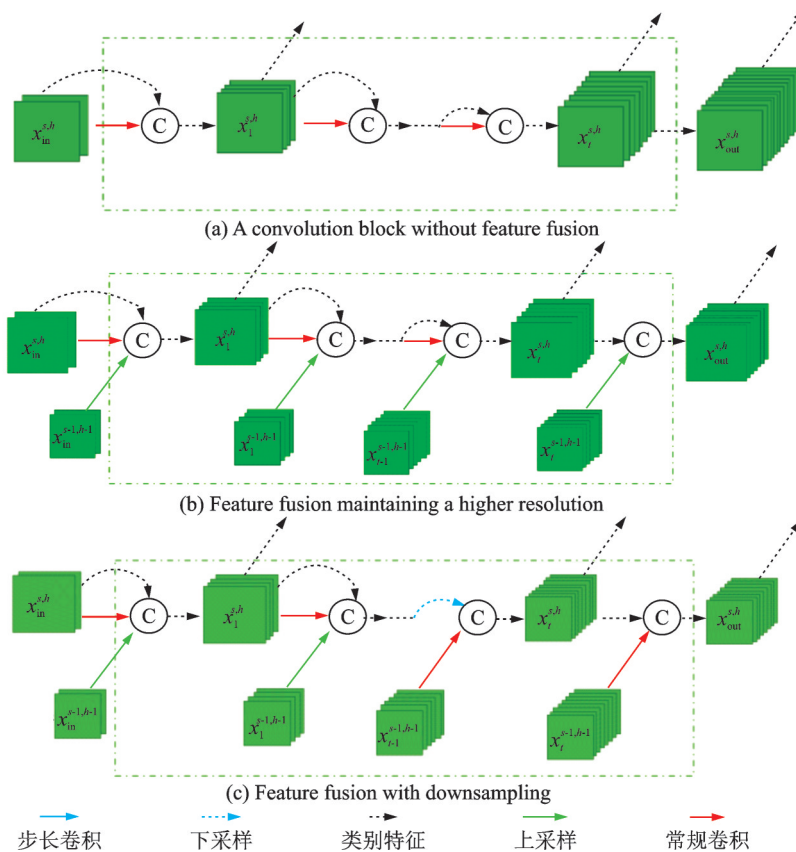 x_in^{s,h} C x_1^{s,h} C C x_t^{s,h} x_out^{s,h}
(a) A convolution block without feature fusion
x_in^{s,h} C x_1^{s,h} C C x_t^{s,h} C x_out^{s,h}
x_in^{s-1,h-1} x_1^{s-1,h-1} x_{t-1}^{s-1,h-1} x_t^{s-1,h-1}
(b) Feature fusion maintaining a higher resolution
x_in^{s,h} C x_1^{s,h} C C x_t^{s,h} C x_out^{s,h}
x_in^{s-1,h-1} x_1^{s-1,h-1} x_{t-1}^{s-1,h-1} x_t^{s-1,h-1}
(c) Feature fusion with downsampling
步长卷积 下采样 类别特征 上采样 常规卷积